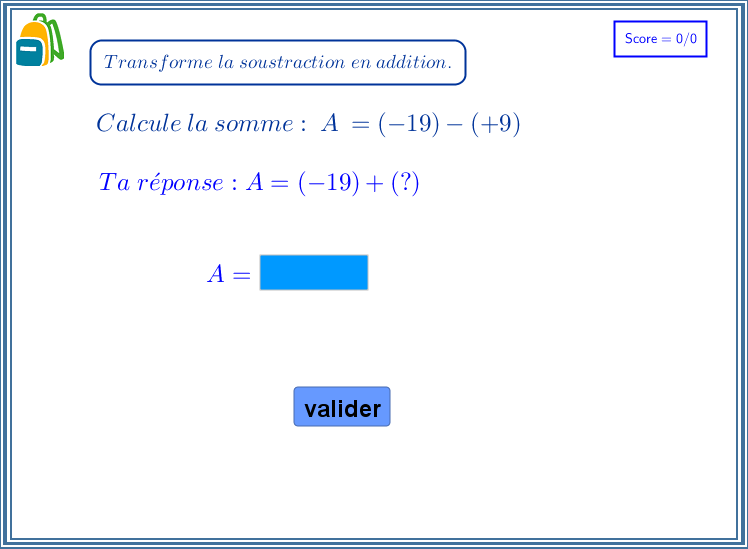 Score = 0/0
Transforme la soustraction en addition.
Calcule la somme : A = (−19) − (+9)
Ta réponse : A = (−19) + (?)
A =
valider